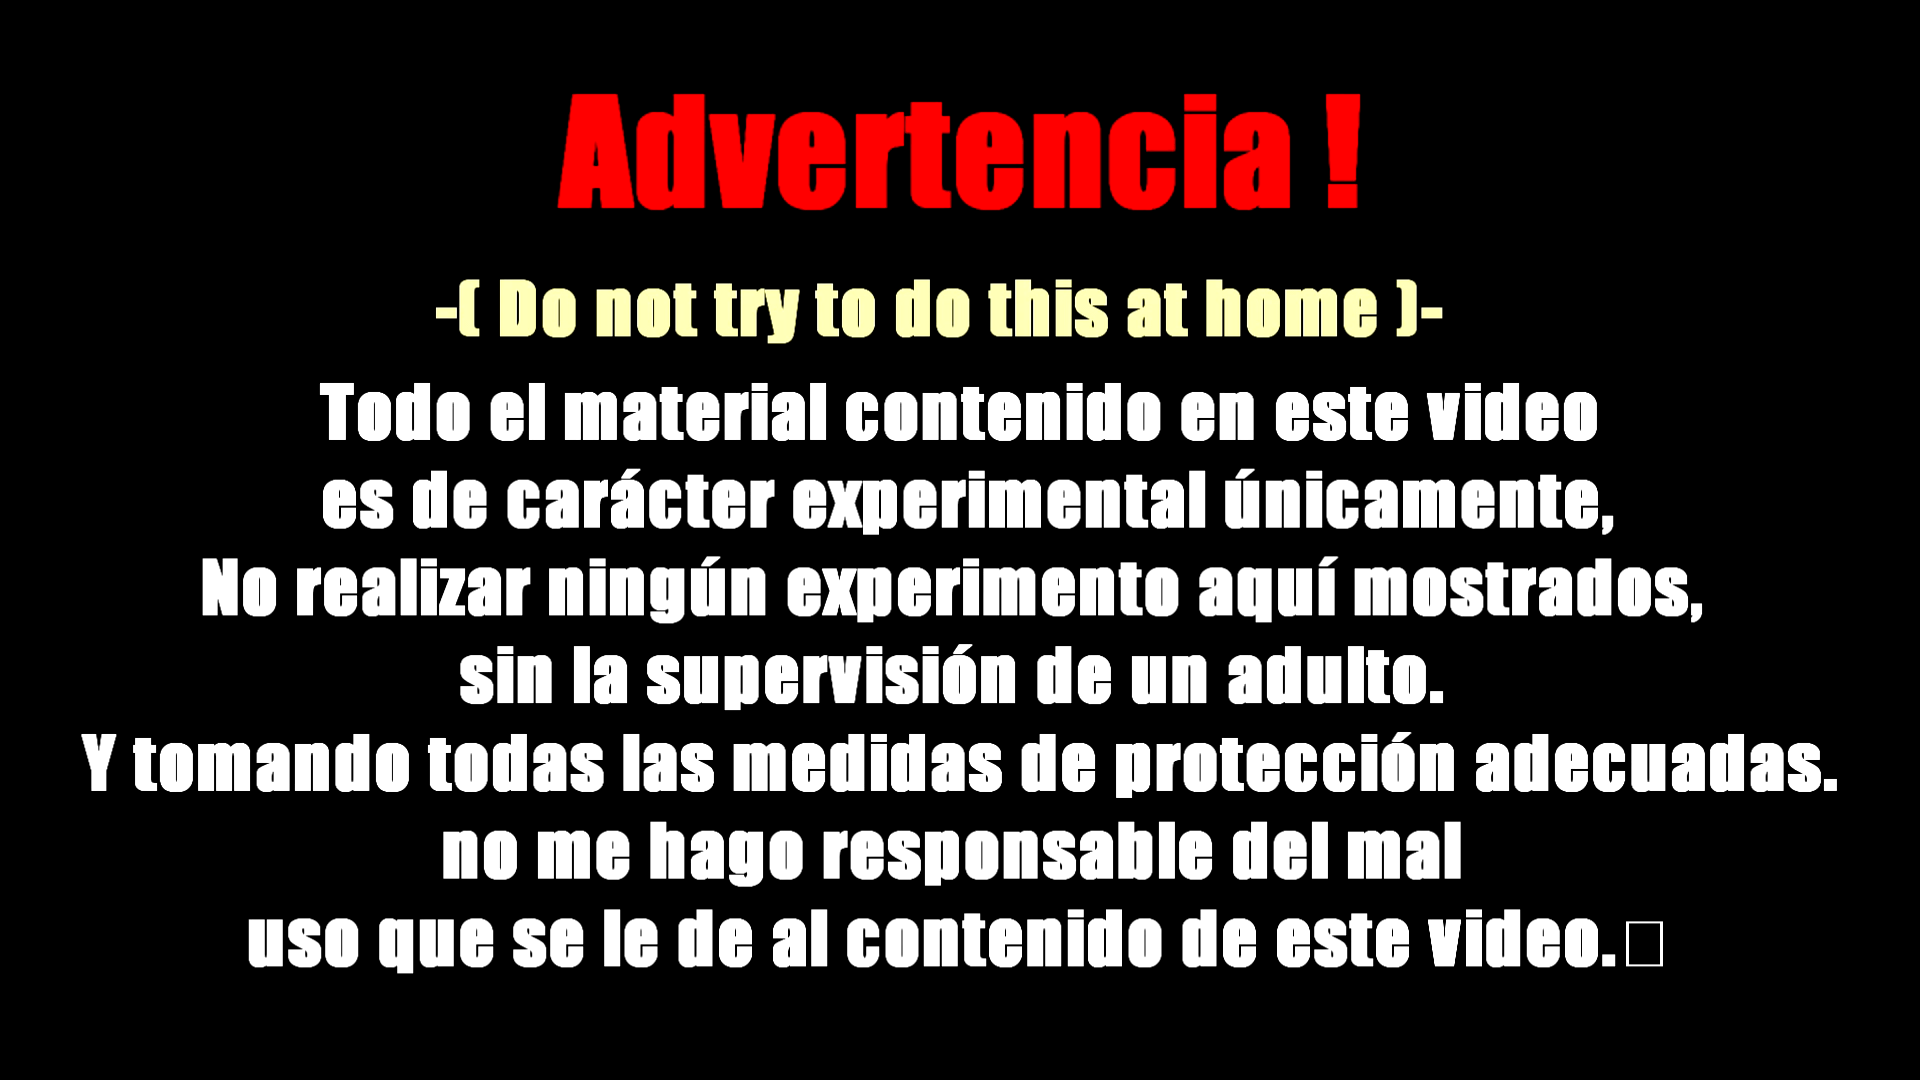 Advertencia !
-( Do not try to do this at home )-
Todo el material contenido en este video
es de carácter experimental únicamente,
No realizar ningún experimento aquí mostrados,
sin la supervisión de un adulto.
Y tomando todas las medidas de protección adecuadas.
no me hago responsable del mal
uso que se le de al contenido de este video.